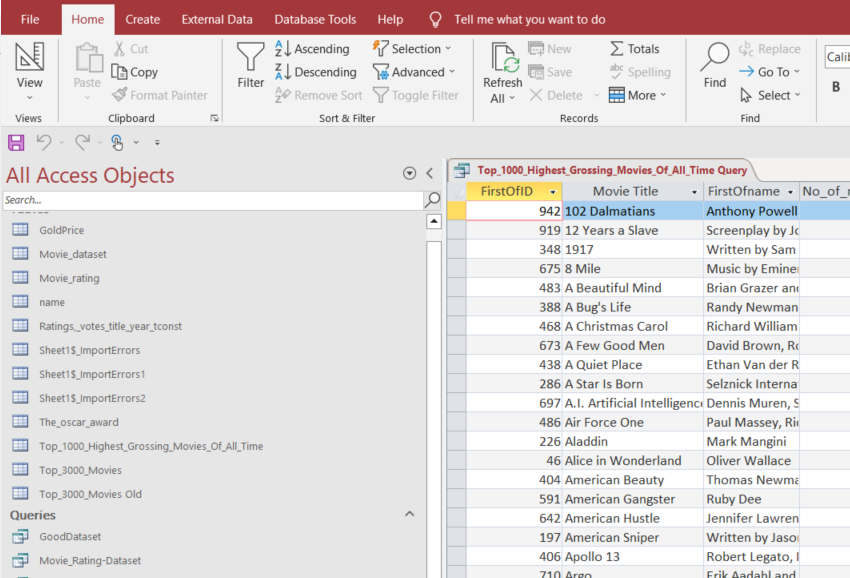 File Home Create External Data Database Tools Help Tell me what you want to do
View
Views
Paste
Cut
Copy
Format Painter
Clipboard
Filter
Ascending
Descending
Remove Sort
Selection
Advanced
Toggle Filter
Sort & Filter
Refresh
All
New
Save
Delete
Totals
Spelling
More
Records
Find
Replace
Go To
Select
Find
Calib
B
All Access Objects
Search...
GoldPrice
Movie_dataset
Movie_rating
name
Ratings,_votes_title_year_tconst
Sheet1$_ImportErrors
Sheet1$_ImportErrors1
Sheet1$_ImportErrors2
The_oscar_award
Top_1000_Highest_Grossing_Movies_Of_All_Time
Top_3000_Movies
Top_3000_Movies Old
Queries
GoodDataset
Movie_Rating-Dataset
Top_1000_Highest_Grossing_Movies_Of_All_Time Query
FirstOfID Movie Title FirstOfname No_of_r
942 102 Dalmatians Anthony Powell
919 12 Years a Slave Screenplay by Jo
348 1917 Written by Sam
675 8 Mile Music by Eminem
483 A Beautiful Mind Brian Grazer and
388 A Bug's Life Randy Newman
468 A Christmas Carol Richard William
673 A Few Good Men David Brown, Ro
438 A Quiet Place Ethan Van der R
286 A Star Is Born Selznick Interna
697 A.I. Artificial Intelligence Dennis Muren, S
486 Air Force One Paul Massey, Ric
226 Aladdin Mark Mangini
46 Alice in Wonderland Oliver Wallace
404 American Beauty Thomas Newma
591 American Gangster Ruby Dee
642 American Hustle Jennifer Lawren
197 American Sniper Written by Jason
406 Apollo 13 Robert Legato, I
710 Argo Erik Aadahl and